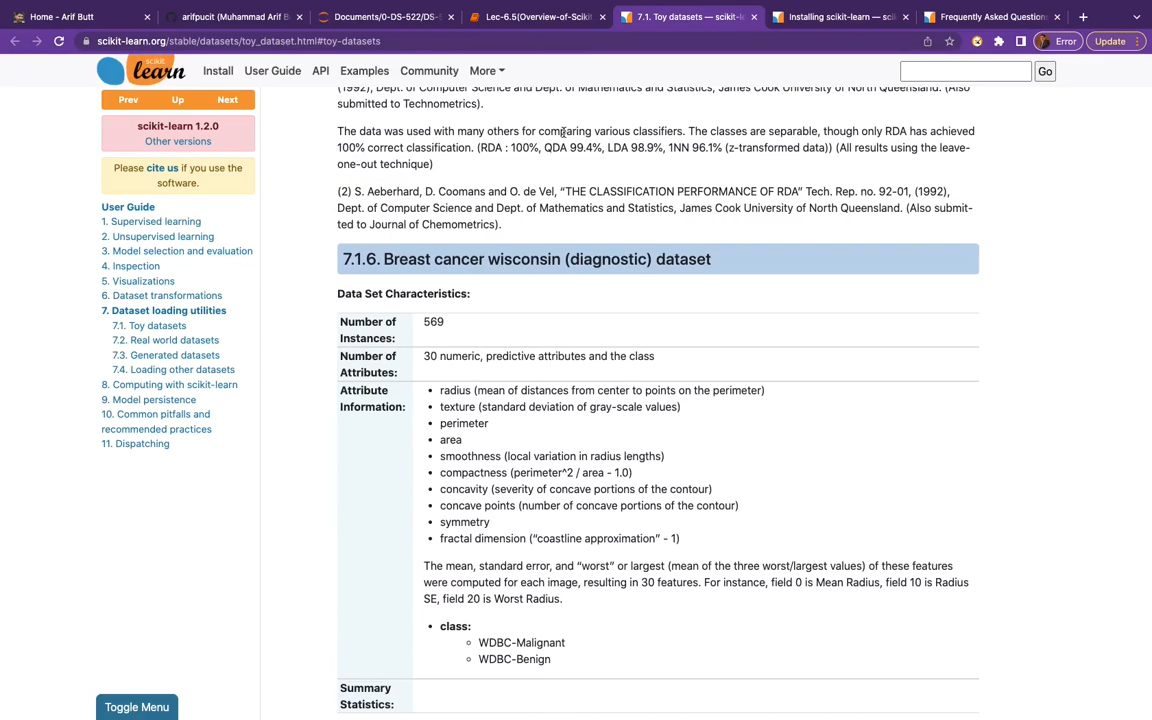 Home - Arif Butt
arifpucit (Muhammad Arif B
Documents/0-DS-522/DS-
Lec-6.5(Overview-of-Scikit
7.1. Toy datasets — scikit-l
Installing scikit-learn — scik
Frequently Asked Question
scikit-learn.org/stable/datasets/toy_dataset.html#toy-datasets
Error
Update
scikit
learn
Install
User Guide
API
Examples
Community
More
Go
Prev
Up
Next
scikit-learn 1.2.0
Other versions
Please cite us if you use the
software.
User Guide
1. Supervised learning
2. Unsupervised learning
3. Model selection and evaluation
4. Inspection
5. Visualizations
6. Dataset transformations
7. Dataset loading utilities
7.1. Toy datasets
7.2. Real world datasets
7.3. Generated datasets
7.4. Loading other datasets
8. Computing with scikit-learn
9. Model persistence
10. Common pitfalls and
recommended practices
11. Dispatching
Toggle Menu
(1992), Dept. of Computer Science and Dept. of Mathematics and Statistics, James Cook University of North Queensland. (Also
submitted to Technometrics).
The data was used with many others for comparing various classifiers. The classes are separable, though only RDA has achieved
100% correct classification. (RDA : 100%, QDA 99.4%, LDA 98.9%, 1NN 96.1% (z-transformed data)) (All results using the leave-
one-out technique)
(2) S. Aeberhard, D. Coomans and O. de Vel, “THE CLASSIFICATION PERFORMANCE OF RDA” Tech. Rep. no. 92-01, (1992),
Dept. of Computer Science and Dept. of Mathematics and Statistics, James Cook University of North Queensland. (Also submit-
ted to Journal of Chemometrics).
7.1.6. Breast cancer wisconsin (diagnostic) dataset
Data Set Characteristics:
Number of
Instances:
569
Number of
Attributes:
30 numeric, predictive attributes and the class
Attribute
Information:
• radius (mean of distances from center to points on the perimeter)
• texture (standard deviation of gray-scale values)
• perimeter
• area
• smoothness (local variation in radius lengths)
• compactness (perimeter^2 / area - 1.0)
• concavity (severity of concave portions of the contour)
• concave points (number of concave portions of the contour)
• symmetry
• fractal dimension (“coastline approximation” - 1)
The mean, standard error, and “worst” or largest (mean of the three worst/largest values) of these features
were computed for each image, resulting in 30 features. For instance, field 0 is Mean Radius, field 10 is Radius
SE, field 20 is Worst Radius.
• class:
◦ WDBC-Malignant
◦ WDBC-Benign
Summary
Statistics: